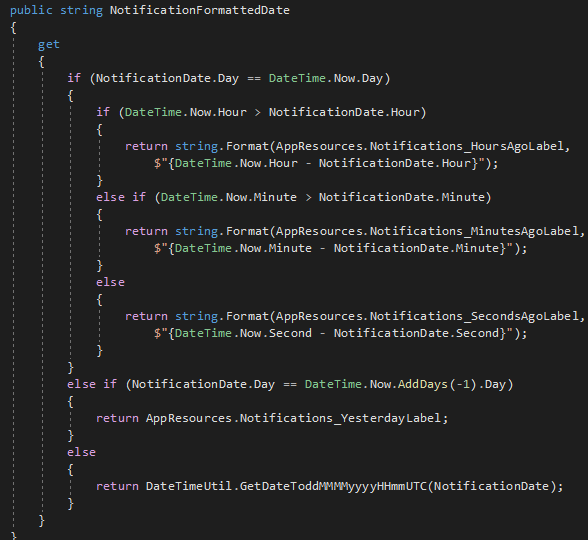 public string NotificationFormattedDate
{
get
{
if (NotificationDate.Day == DateTime.Now.Day)
{
if (DateTime.Now.Hour > NotificationDate.Hour)
{
return string.Format(AppResources.Notifications_HoursAgoLabel,
$"{DateTime.Now.Hour - NotificationDate.Hour}");
}
else if (DateTime.Now.Minute > NotificationDate.Minute)
{
return string.Format(AppResources.Notifications_MinutesAgoLabel,
$"{DateTime.Now.Minute - NotificationDate.Minute}");
}
else
{
return string.Format(AppResources.Notifications_SecondsAgoLabel,
$"{DateTime.Now.Second - NotificationDate.Second}");
}
}
else if (NotificationDate.Day == DateTime.Now.AddDays(-1).Day)
{
return AppResources.Notifications_YesterdayLabel;
}
else
{
return DateTimeUtil.GetDateToddMMMMyyyyHHmmUTC(NotificationDate);
}
}
}